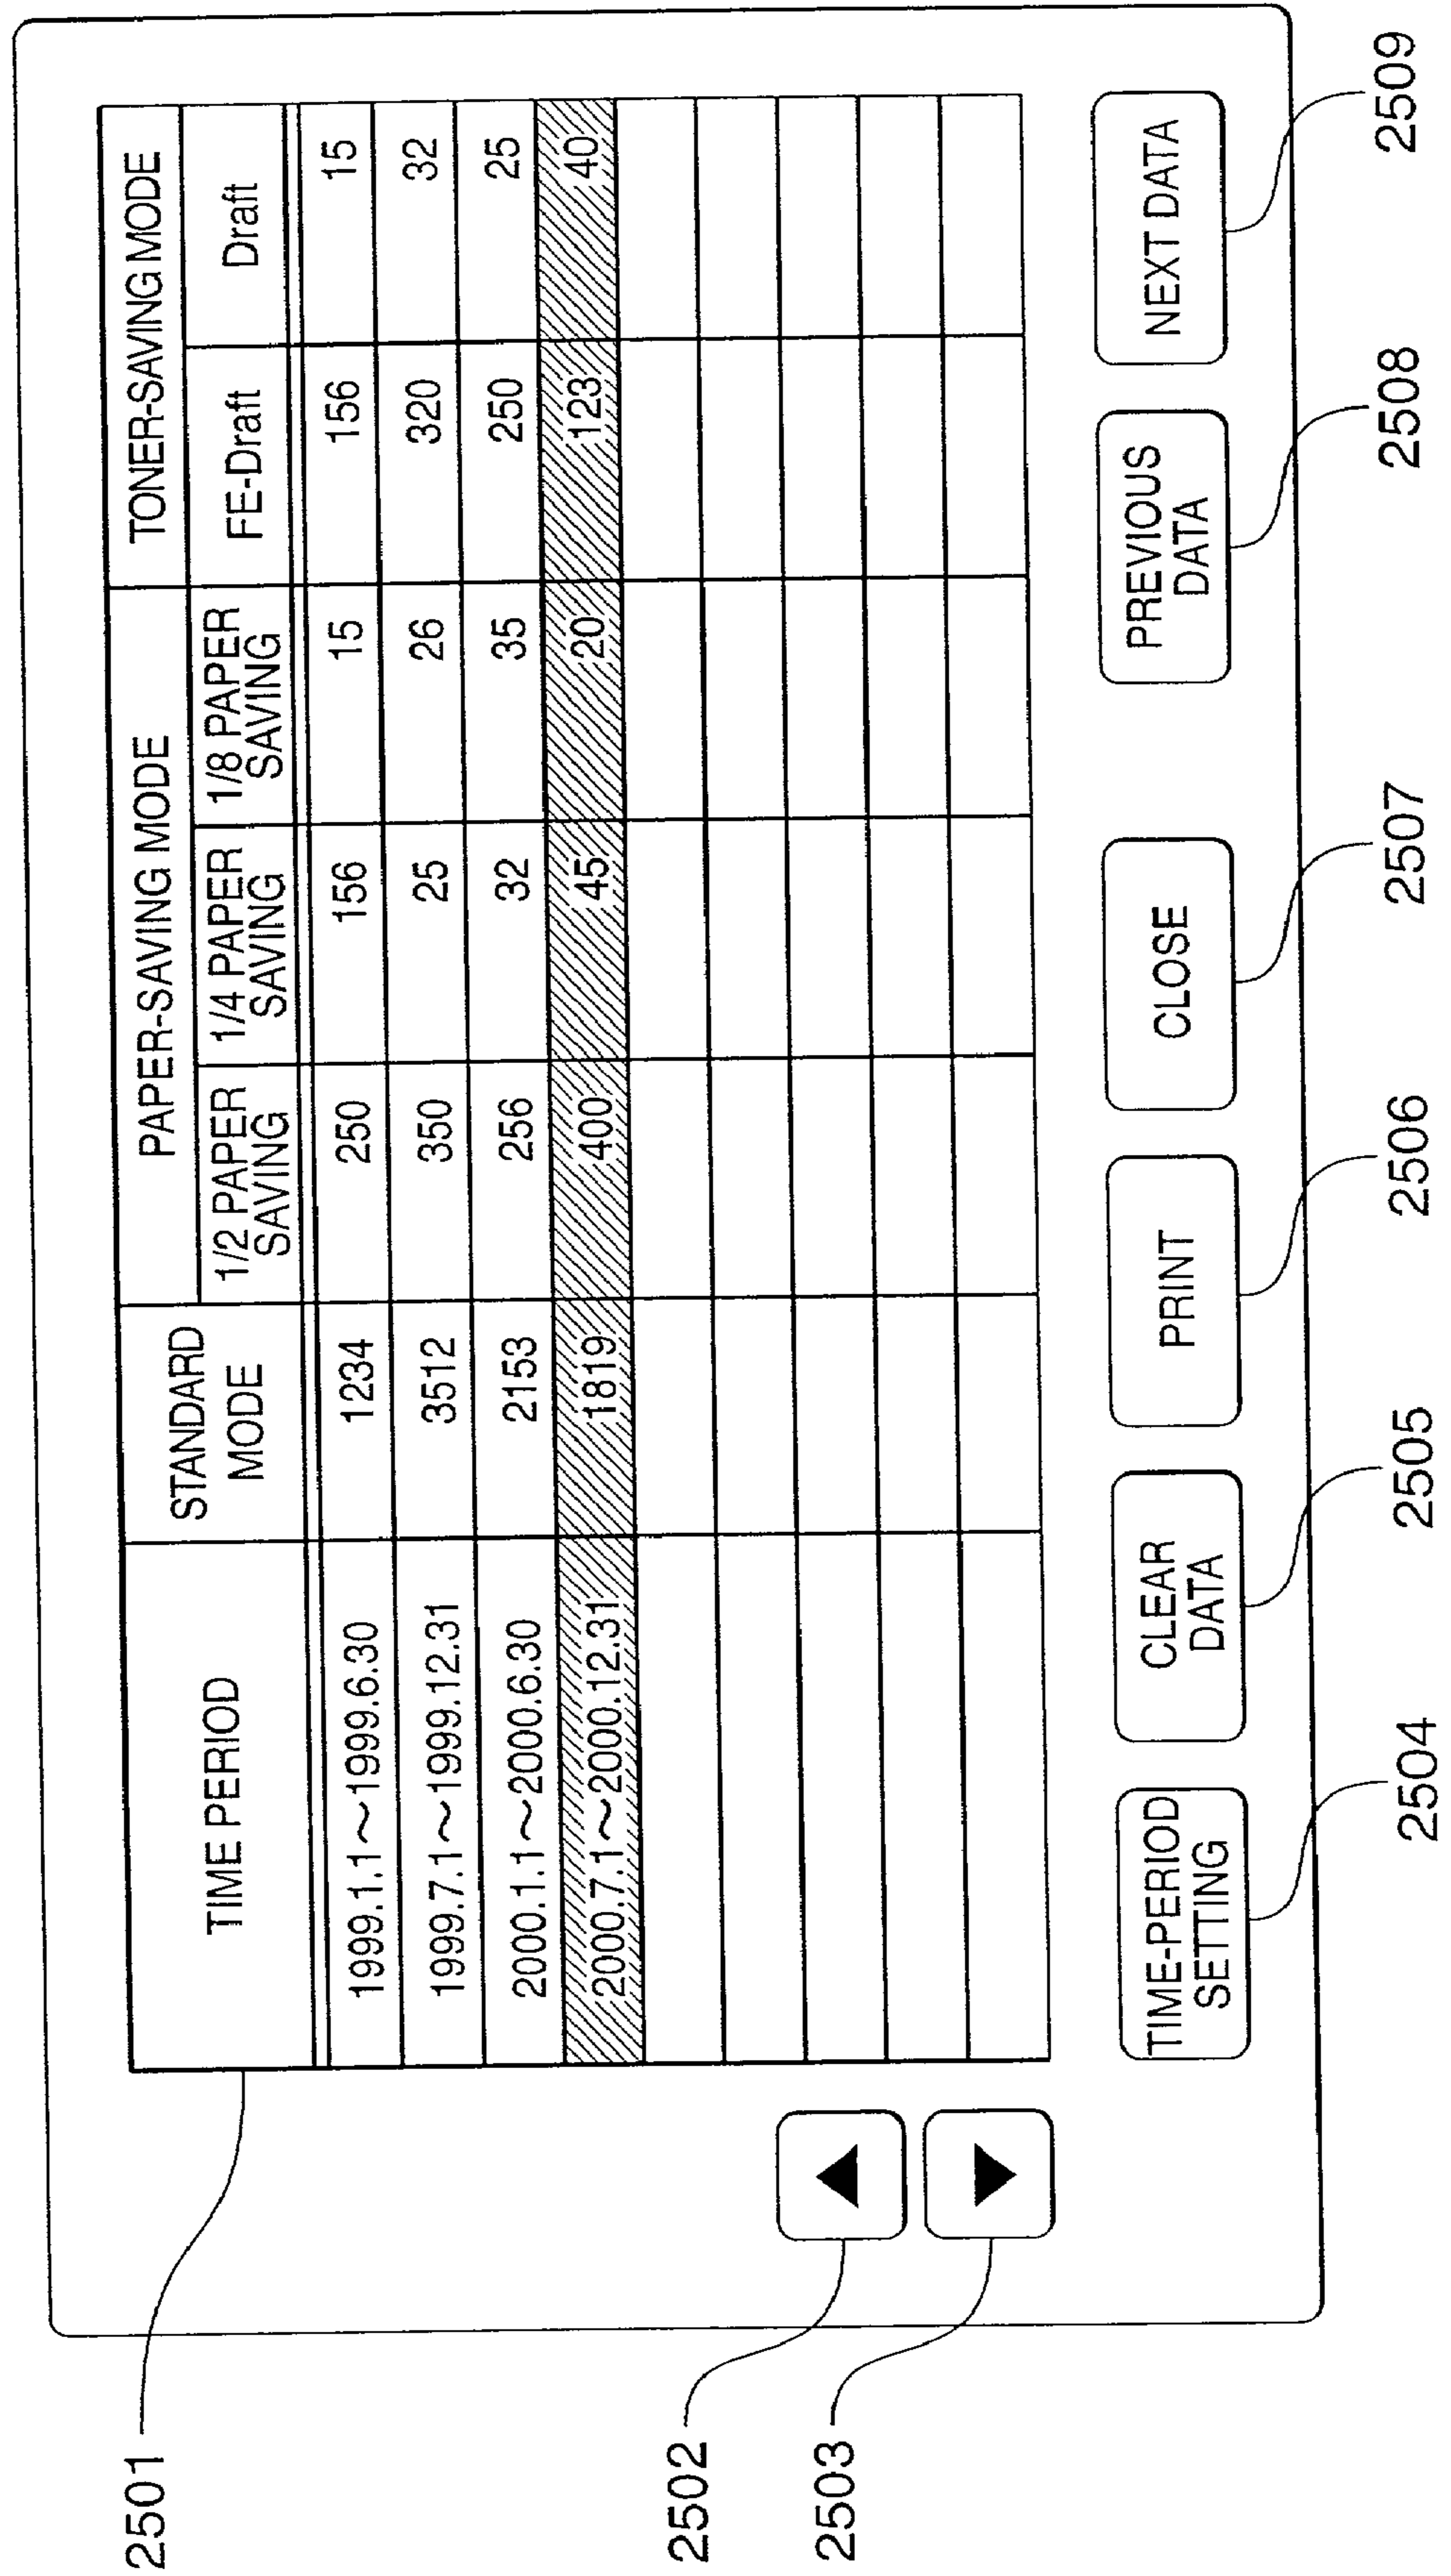 TIME PERIOD
STANDARD
MODE
PAPER-SAVING MODE
TONER-SAVING MODE
1/2 PAPER
SAVING
1/4 PAPER
SAVING
1/8 PAPER
SAVING
FE-Draft
Draft
1999.1.1~1999.6.30 1234 250 156 15 156 15
1999.7.1~1999.12.31 3512 350 25 26 320 32
2000.1.1~2000.6.30 2153 256 32 35 250 25
2000.7.1~2000.12.31 1819 400 45 20 123 40
2501
2502
2503
TIME-PERIOD
SETTING
CLEAR
DATA
PRINT
CLOSE
PREVIOUS
DATA
NEXT DATA
2504
2505
2506
2507
2508
2509